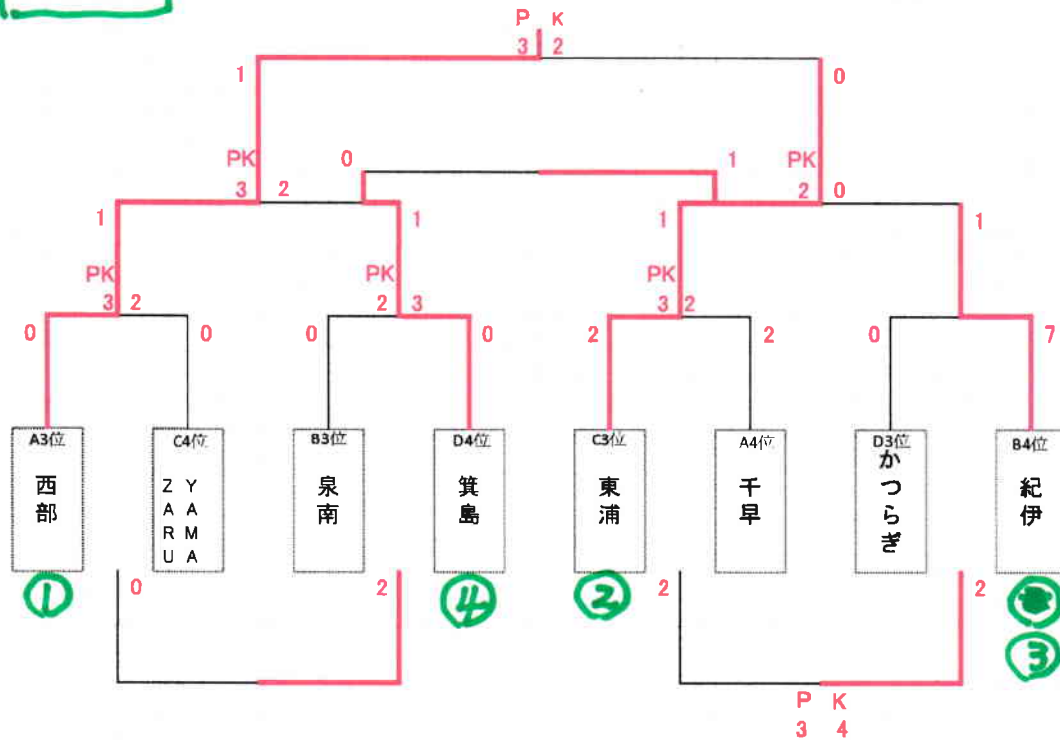 P K
3 2
1 0
PK 0 1 PK
3 2 2 0
1 1 1 1
PK PK PK
3 2 2 3 3 2
0 0 0 0 2 2 0 7
A3位 C4位 B3位 D4位 C3位 A4位 D3位 B4位
西部
YAMA
ZARU
泉南
箕島
東浦
千早
かつらぎ
紀伊
① ④ ② ③
0 2 2 2
P K
3 4